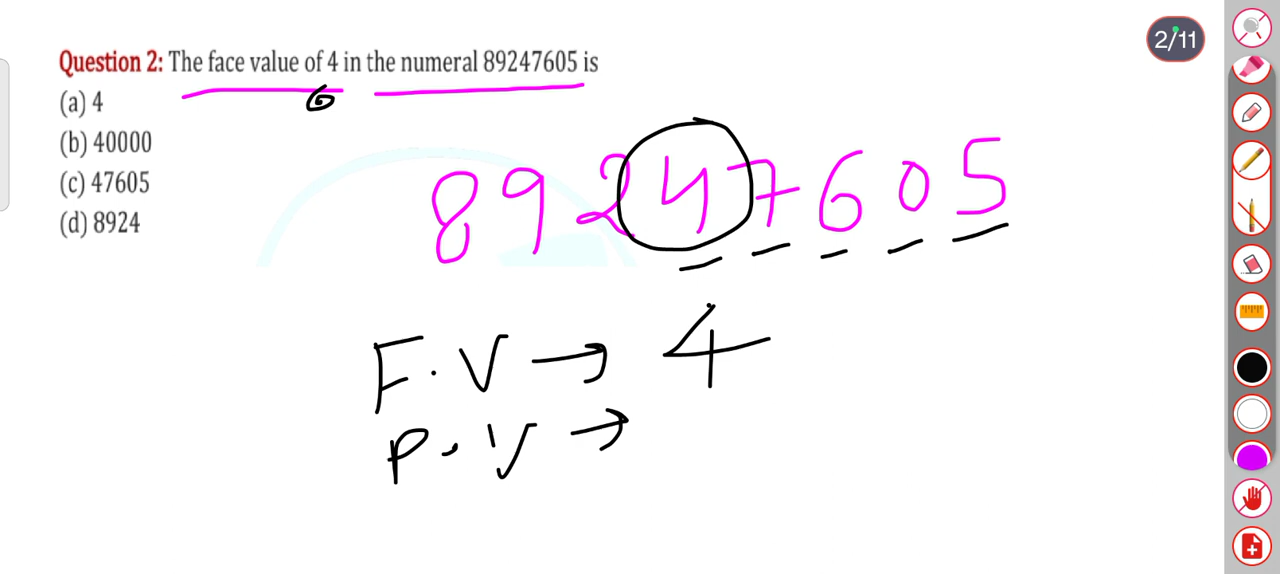 2/11
Question 2: The face value of 4 in the numeral 89247605 is
(a) 4
(b) 40000
(c) 47605
(d) 8924
89247605
F.V → 4
P.V →